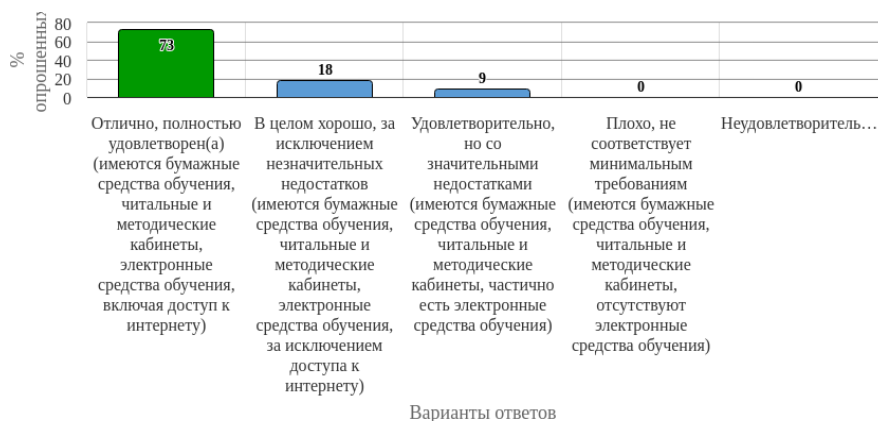 % опрошенных
80
60
40
20
0
73
18
9
0
0
Отлично, полностью
удовлетворен(а)
(имеются бумажные
средства обучения,
читальные и
методические
кабинеты,
электронные
средства обучения,
включая доступ к
интернету)
В целом хорошо, за
исключением
незначительных
недостатков
(имеются бумажные
средства обучения,
читальные и
методические
кабинеты,
электронные
средства обучения,
за исключением
доступа к
интернету)
Удовлетворительно,
но со
значительными
недостатками
(имеются бумажные
средства обучения,
читальные и
методические
кабинеты, частично
есть электронные
средства обучения)
Плохо, не
соответствует
минимальным
требованиям
(имеются бумажные
средства обучения,
читальные и
методические
кабинеты,
отсутствуют
электронные
средства обучения)
Неудовлетворитель…
Варианты ответов